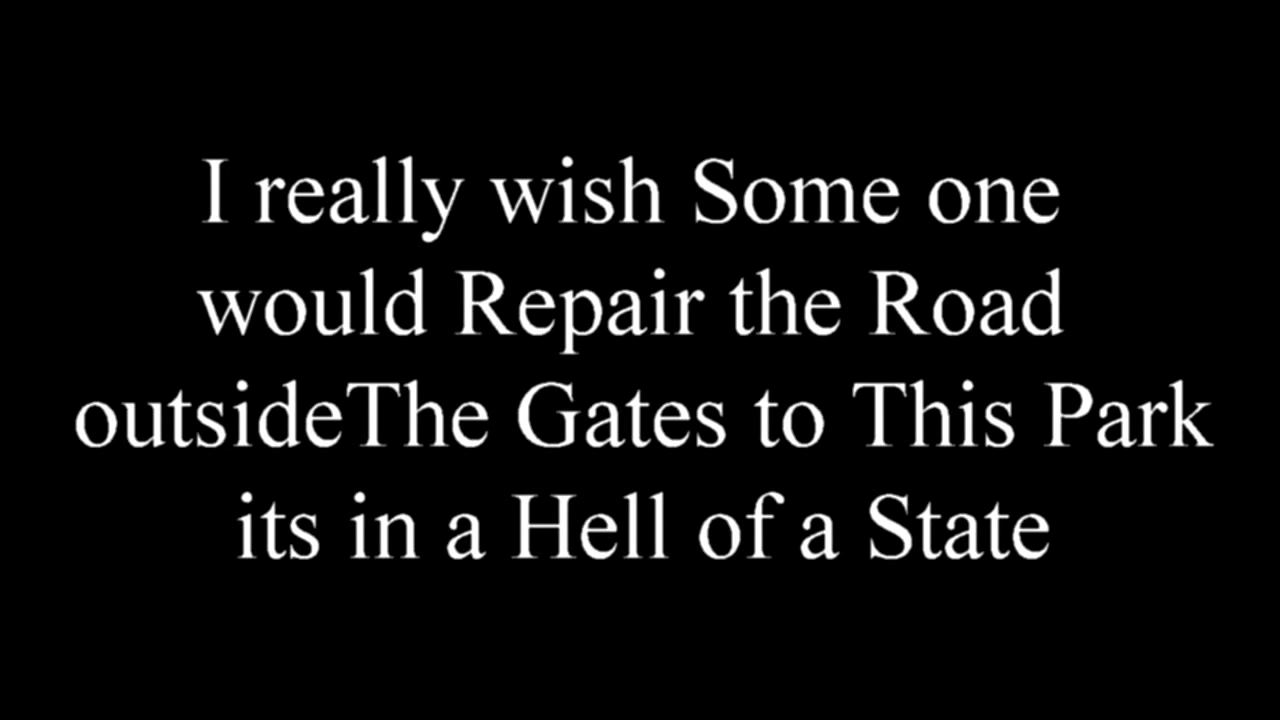 I really wish Some one
would Repair the Road
outsideThe Gates to This Park
its in a Hell of a State